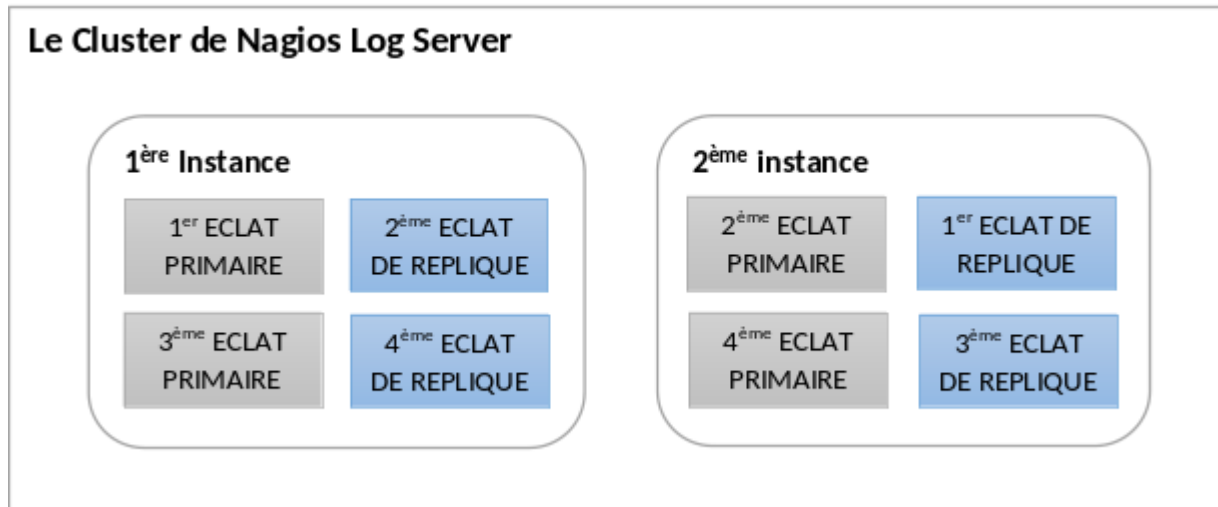 Le Cluster de Nagios Log Server
1ère Instance
1er ECLAT
PRIMAIRE
2ème ECLAT
DE REPLIQUE
3ème ECLAT
PRIMAIRE
4ème ECLAT
DE REPLIQUE
2ème instance
2ème ECLAT
PRIMAIRE
1er ECLAT DE
REPLIQUE
4ème ECLAT
PRIMAIRE
3ème ECLAT
DE REPLIQUE